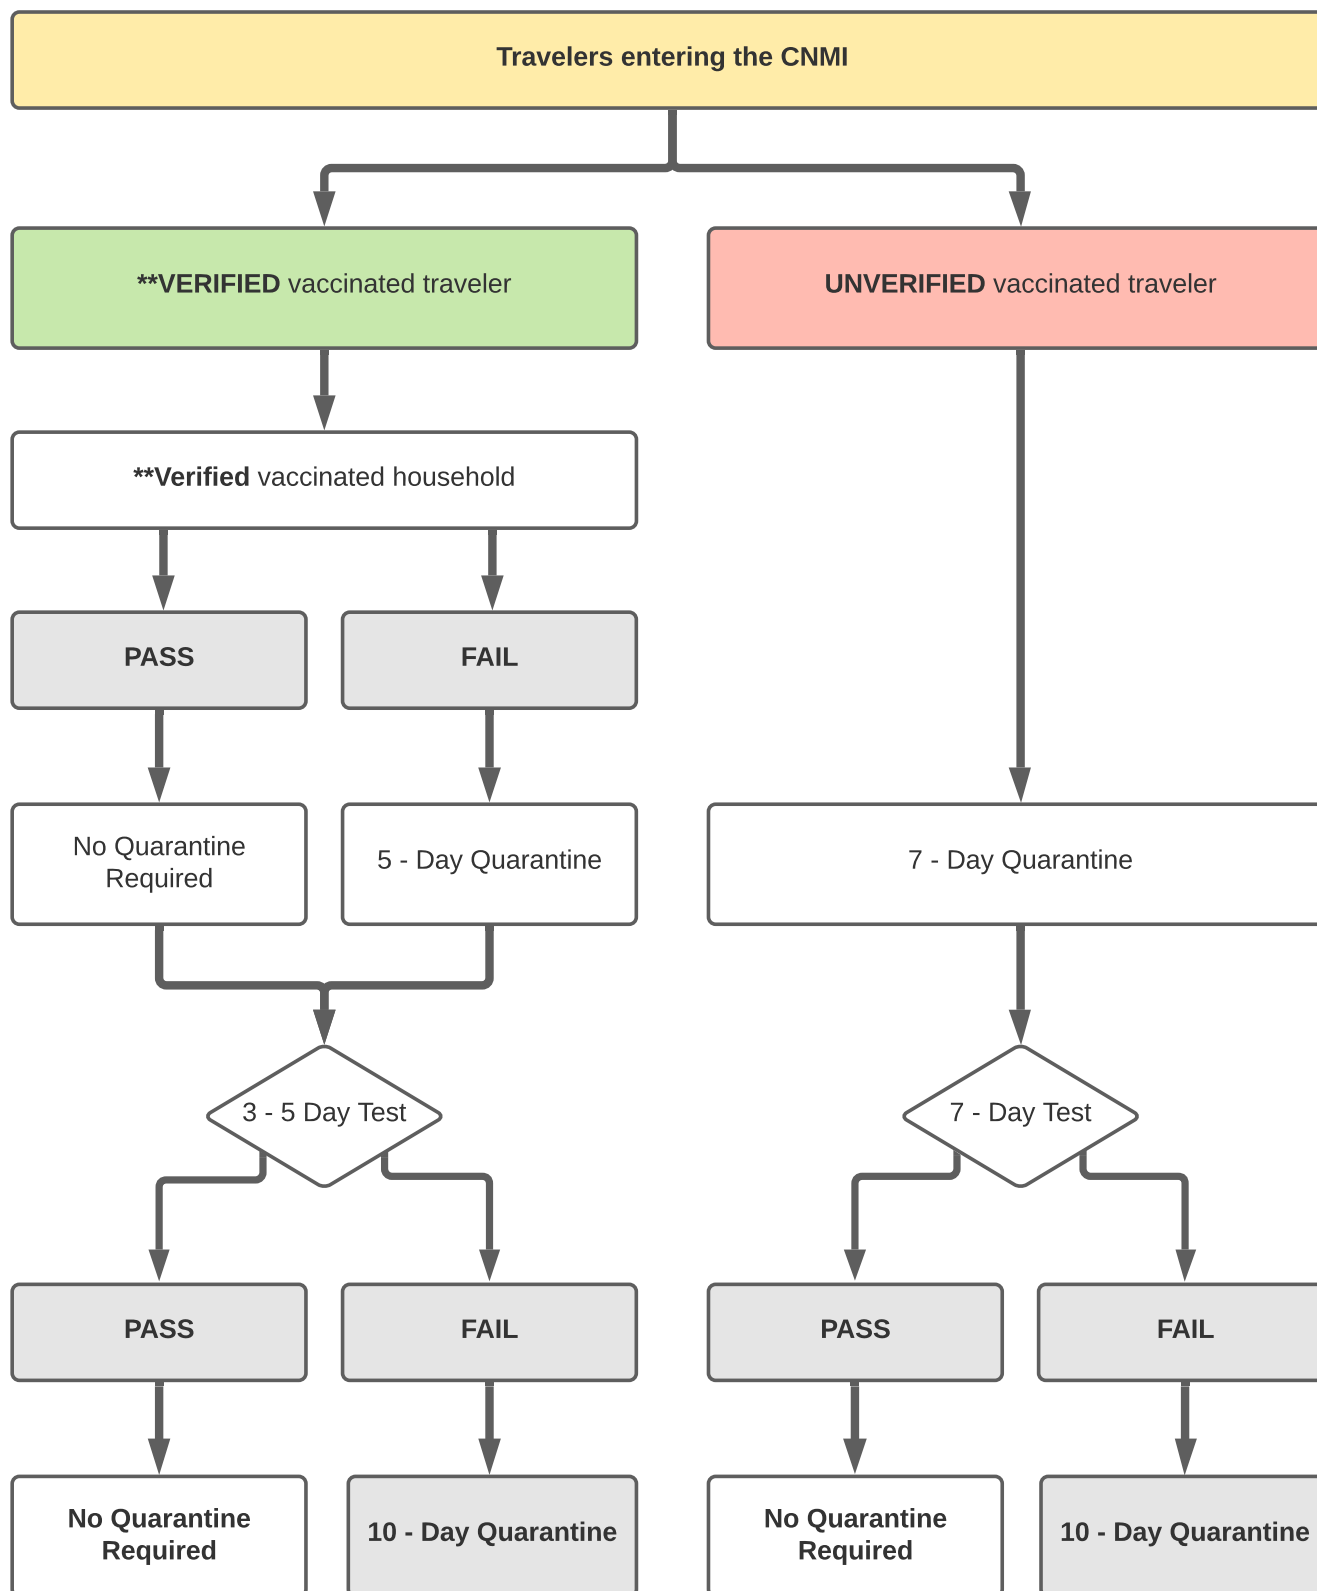 Travelers entering the CNMI
**VERIFIED vaccinated traveler
UNVERIFIED vaccinated traveler
**Verified vaccinated household
PASS
FAIL
No Quarantine
Required
5 - Day Quarantine
7 - Day Quarantine
3 - 5 Day Test
7 - Day Test
PASS
FAIL
PASS
FAIL
No Quarantine
Required
10 - Day Quarantine
No Quarantine
Required
10 - Day Quarantine